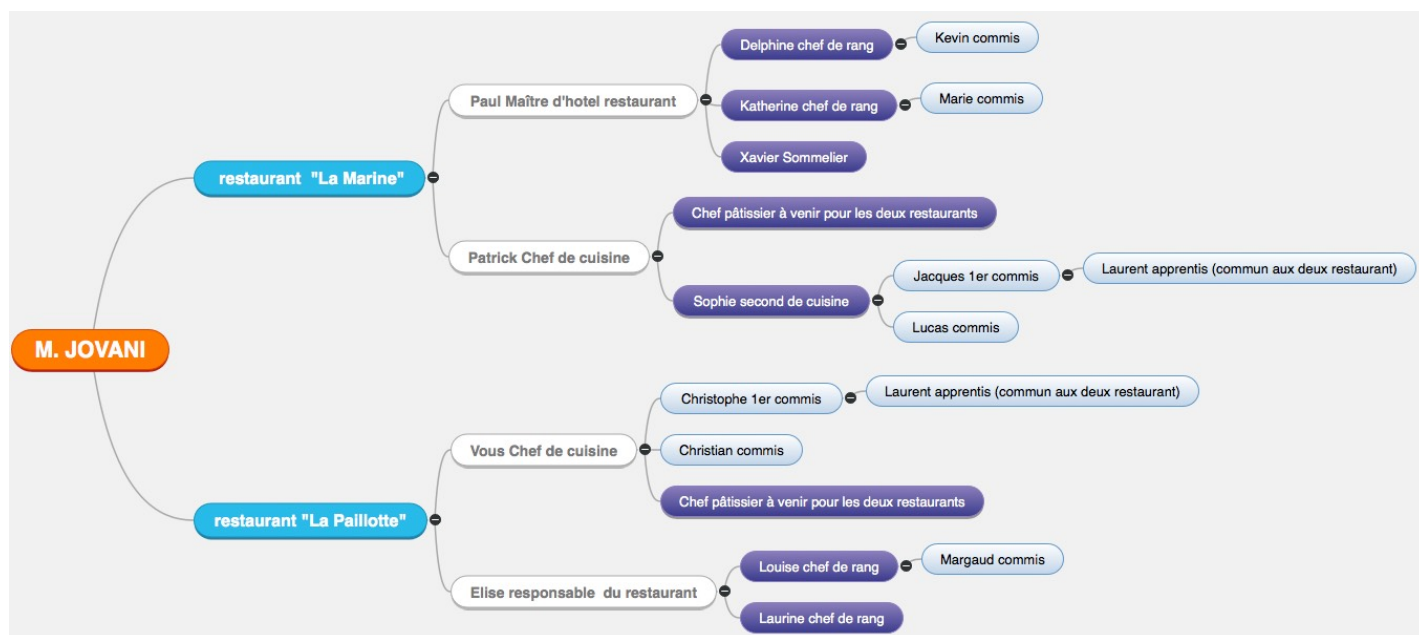 M. JOVANI
restaurant "La Marine"
Paul Maître d'hotel restaurant
Delphine chef de rang
Kevin commis
Katherine chef de rang
Marie commis
Xavier Sommelier
Patrick Chef de cuisine
Chef pâtissier à venir pour les deux restaurants
Sophie second de cuisine
Jacques 1er commis
Laurent apprentis (commun aux deux restaurant)
Lucas commis
restaurant "La Paillotte"
Vous Chef de cuisine
Christophe 1er commis
Laurent apprentis (commun aux deux restaurant)
Christian commis
Chef pâtissier à venir pour les deux restaurants
Elise responsable du restaurant
Louise chef de rang
Margaud commis
Laurine chef de rang